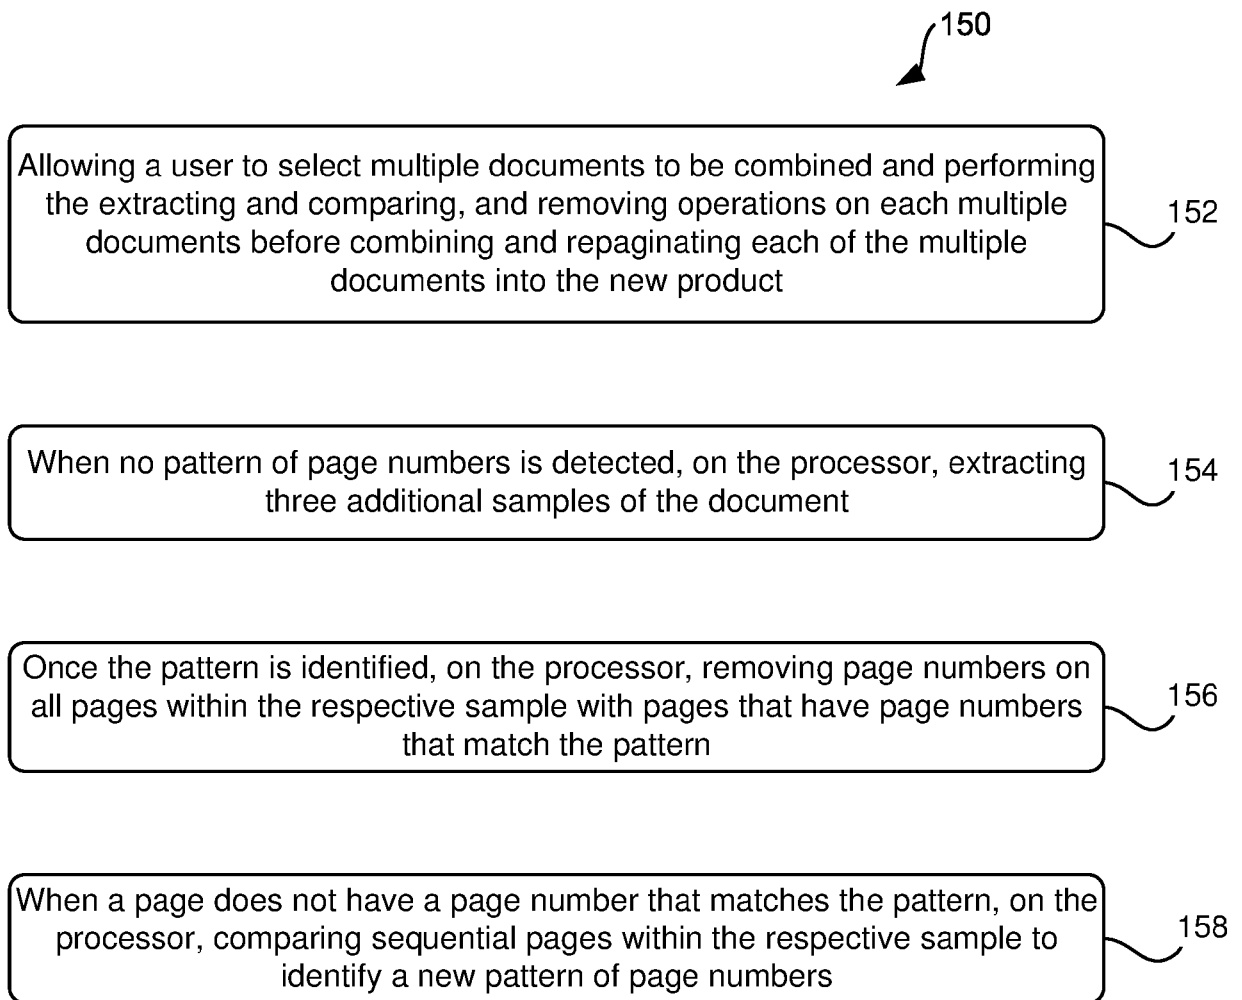 150
Allowing a user to select multiple documents to be combined and performing
the extracting and comparing, and removing operations on each multiple
documents before combining and repaginating each of the multiple
documents into the new product
152
When no pattern of page numbers is detected, on the processor, extracting
three additional samples of the document
154
Once the pattern is identified, on the processor, removing page numbers on
all pages within the respective sample with pages that have page numbers
that match the pattern
156
When a page does not have a page number that matches the pattern, on the
processor, comparing sequential pages within the respective sample to
identify a new pattern of page numbers
158